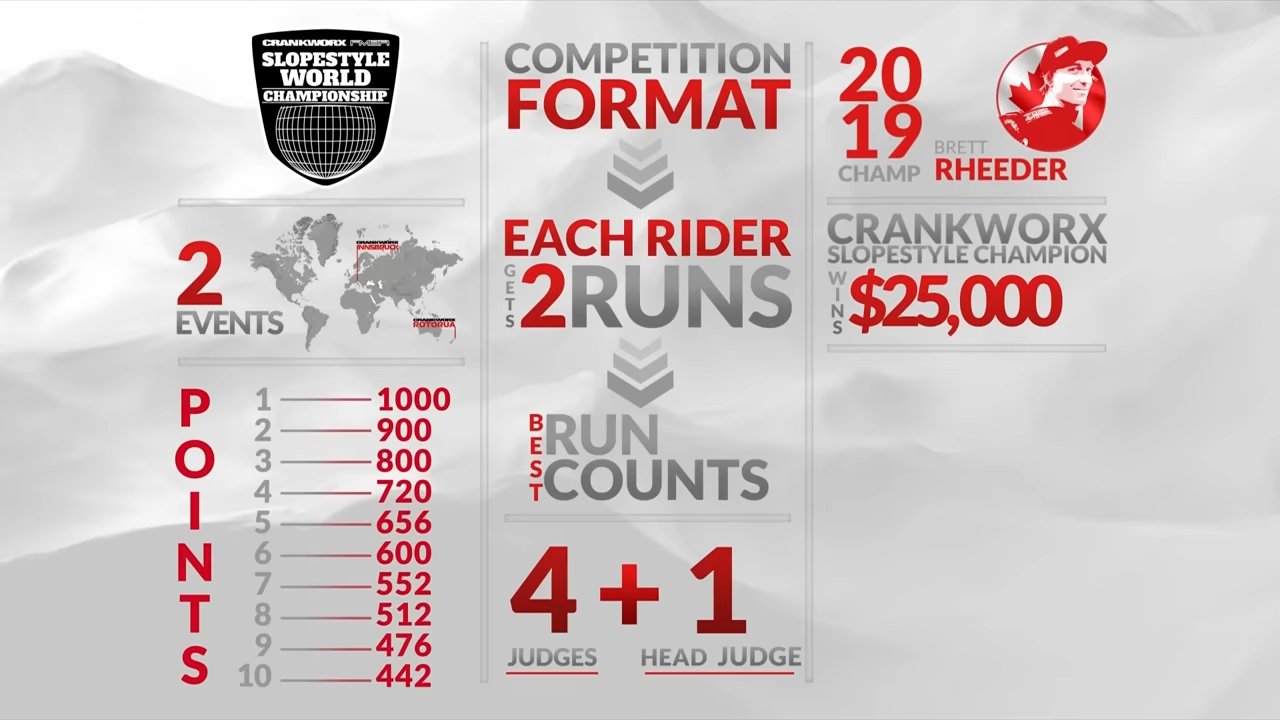 CRANKWORX FMBA
SLOPESTYLE
WORLD
CHAMPIONSHIP
2
EVENTS
CRANKWORX
INNSBRUCK
CRANKWORX
ROTORUA
POINTS
1 1000
2 900
3 800
4 720
5 656
6 600
7 552
8 512
9 476
10 442
COMPETITION
FORMAT
EACH RIDER
GETS 2 RUNS
BEST RUN
COUNTS
4 + 1
JUDGES HEAD JUDGE
20
19
CHAMP
BRETT
RHEEDER
CRANKWORX
SLOPESTYLE CHAMPION
WINS $25,000